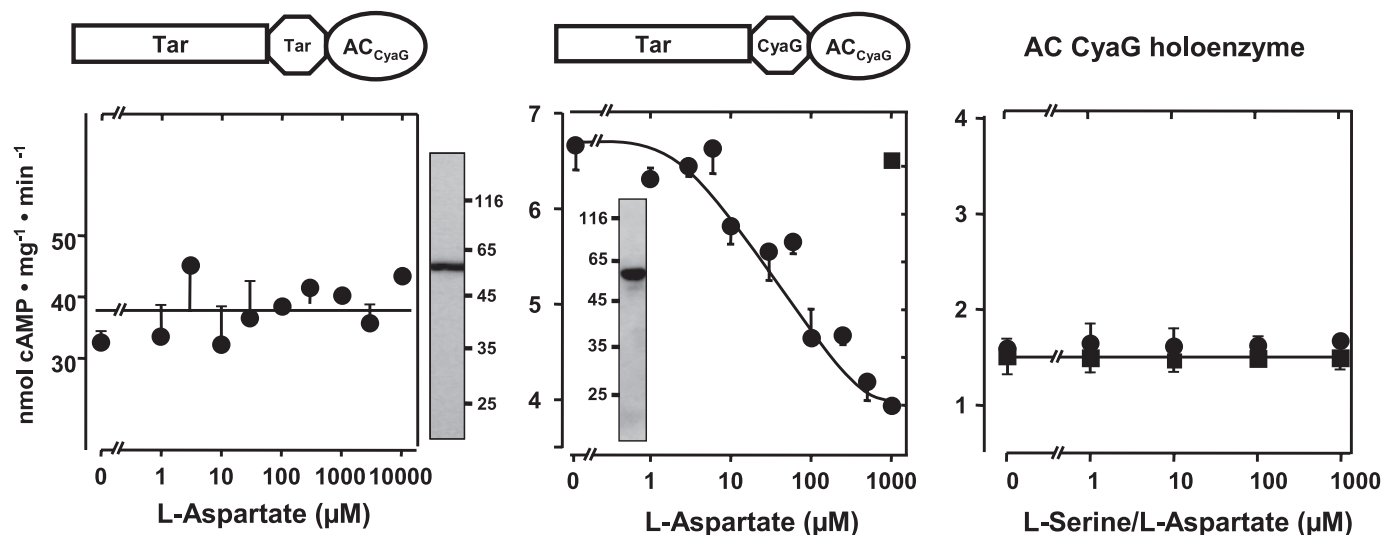 Tar Tar AC CyaG
Tar CyaG AC CyaG
AC CyaG holoenzyme
nmol cAMP • mg-1 • min -1
50
40
30
0 1 10 100 1000 10000
L-Aspartate (µM)
116
65
45
35
25
7
6
5
4
116
65
45
35
25
0 1 10 100 1000
L-Aspartate (µM)
4
3
2
1
0 1 10 100 1000
L-Serine/L-Aspartate (µM)